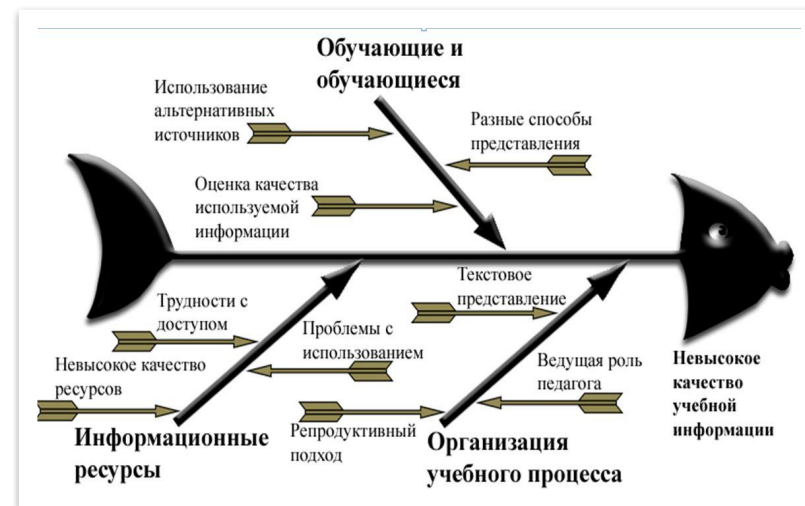 Обучающие и
обучающиеся
Использование
альтернативных
источников
Разные способы
представления
Оценка качества
используемой
информации
Текстовое
представление
Трудности с
доступом
Проблемы с
использованием
Невысокое качество
ресурсов
Ведущая роль
педагога
Невысокое
качество
учебной
информации
Информационные
ресурсы
Репродуктивный
подход
Организация
учебного процесса